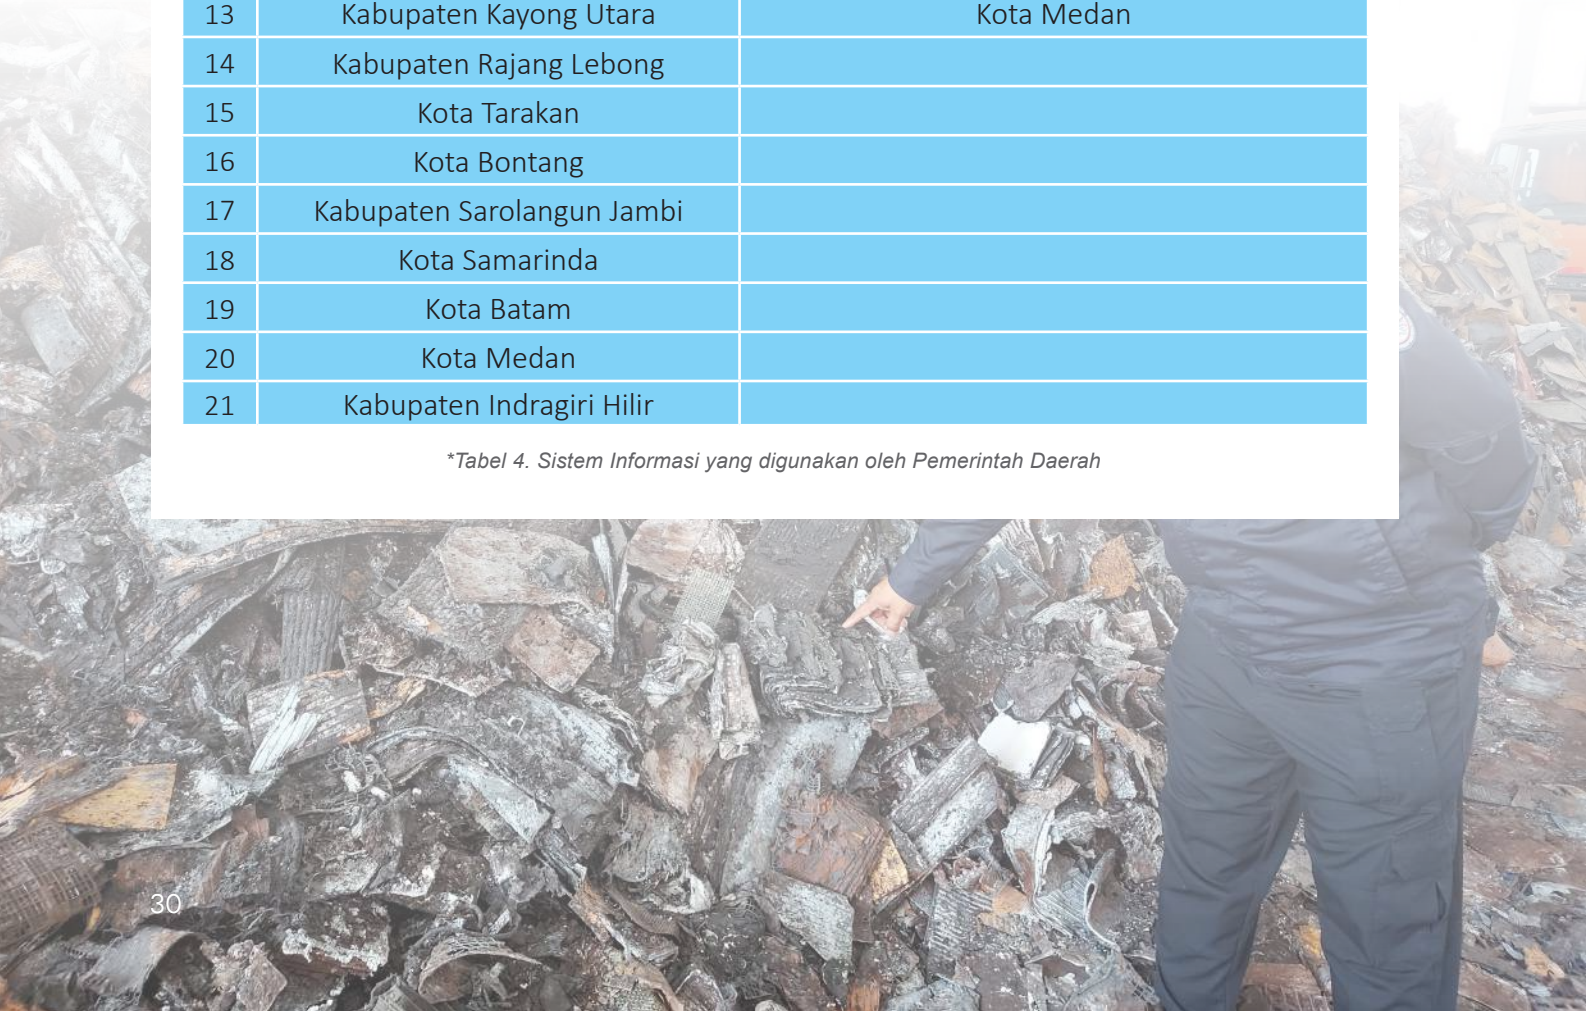 13 Kabupaten Kayong Utara Kota Medan
14 Kabupaten Rajang Lebong
15 Kota Tarakan
16 Kota Bontang
17 Kabupaten Sarolangun Jambi
18 Kota Samarinda
19 Kota Batam
20 Kota Medan
21 Kabupaten Indragiri Hilir
*Tabel 4. Sistem Informasi yang digunakan oleh Pemerintah Daerah
30